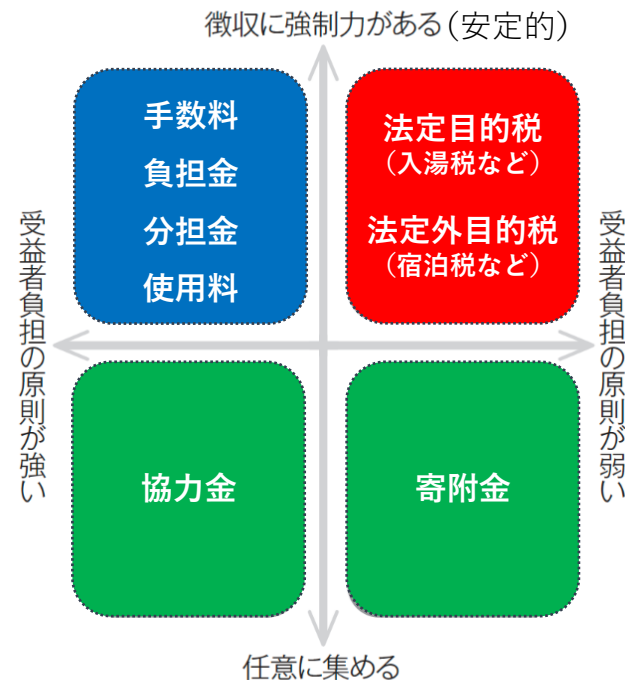 徴収に強制力がある(安定的)
手数料
負担金
分担金
使用料
法定目的税
（入湯税など）
法定外目的税
（宿泊税など）
受益者負担の原則が強い
受益者負担の原則が弱い
協力金
寄附金
任意に集める